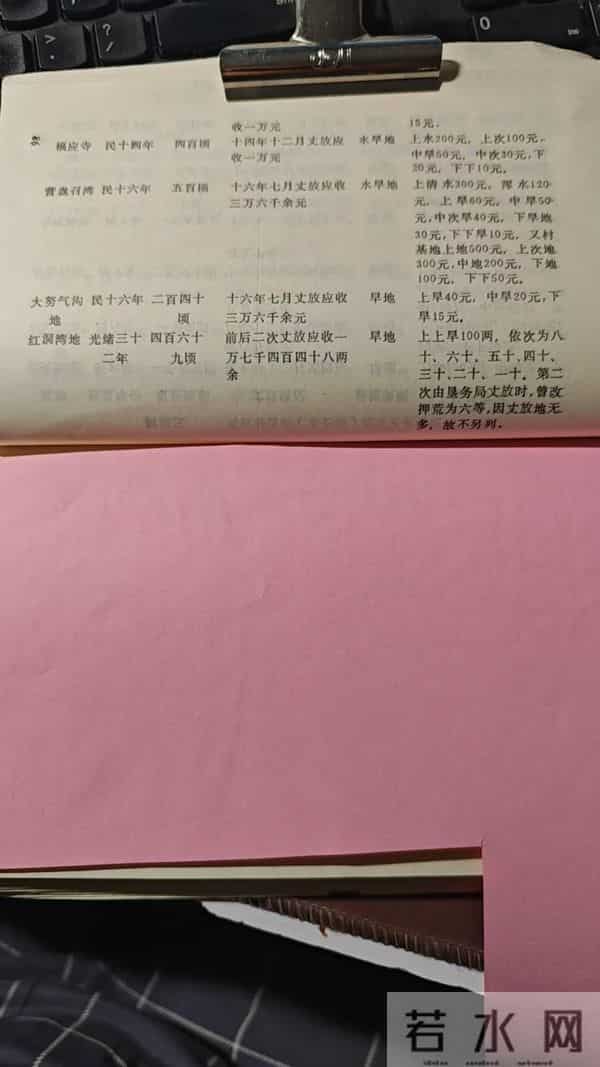 收一万元 15元。
福应寺 民十四年 四百顷 十四年十二月丈放应 水旱地 上水200元，上次100元，
收一万元 中旱50元，中次30元，下
20元，下下10元。
营盘召湾 民十六年 五百顷 十六年七月丈放应收 水旱地 上清水300元，浑水120
三万六千余元 元，上旱60元，中旱50
元，中次旱40元，下旱地
30元，下下旱10元，又村
基地上地500元，上次地
300元，中地200元，下地
100元，下下50元。
大努气沟 民十六年 二百四十 十六年七月丈放应收 旱地 上旱40元，中旱20元，下
地 顷 三万六千余元 旱15元。
红洞湾地 光绪三十 四百六十 前后二次丈放应收一 旱地 上上旱100两，依次为八
二年 九顷 万七千四百四十八两 十、六十，五十，四十、
余 三十、二十、一十。第二
次由垦务局丈放时，曾改
押荒为六等，因丈放地无
多，故不另列。
0
若水网